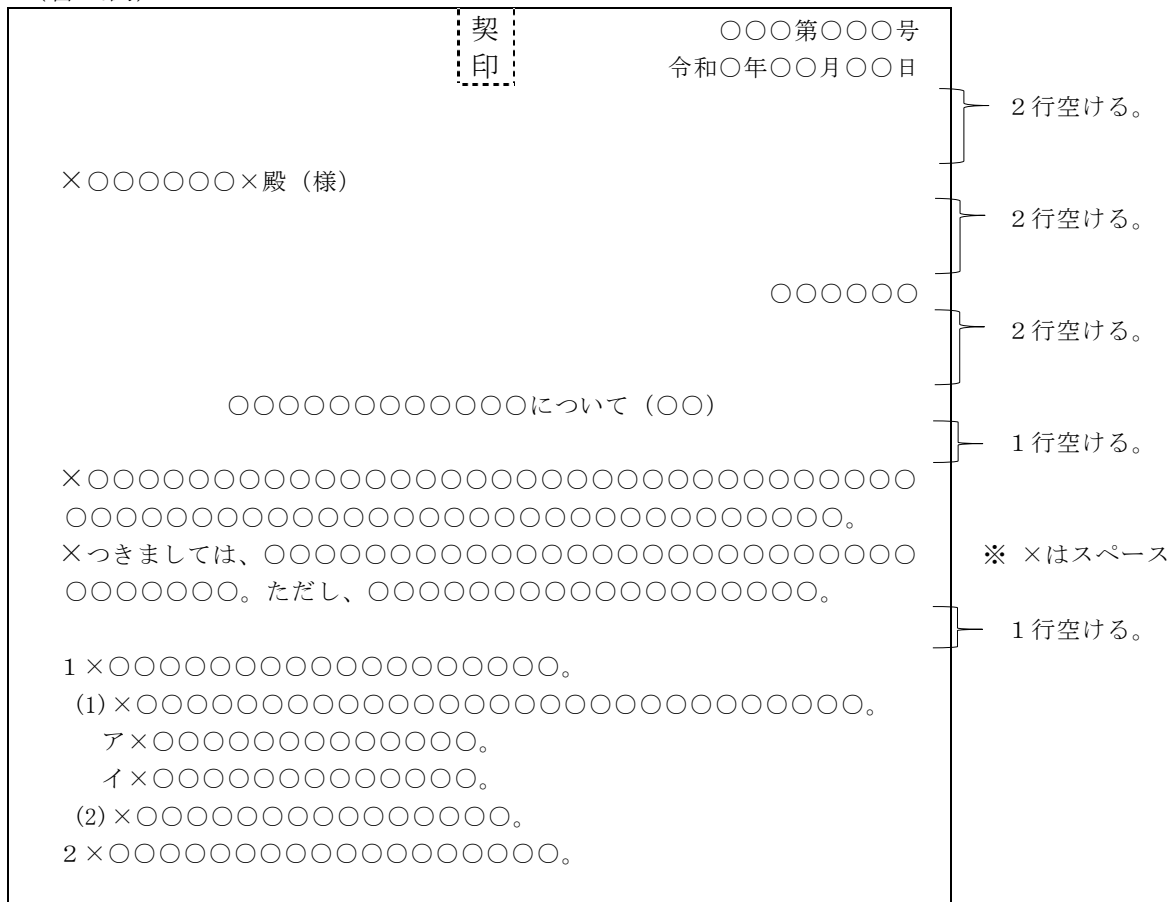 契
印
○○○第○○○号
令和○年○○月○○日
2行空ける。
×○○○○○○×殿（様）
2行空ける。
○○○○○○
2行空ける。
○○○○○○○○○○○○について（○○）
1行空ける。
×○○○○○○○○○○○○○○○○○○○○○○○○○○○○○○○○○
○○○○○○○○○○○○○○○○○○○○○○○○○○○○○○。
×つきましては、○○○○○○○○○○○○○○○○○○○○○○○○○○
※ ×はスペース
○○○○○○○。ただし、○○○○○○○○○○○○○○○○○○。
1行空ける。
1×○○○○○○○○○○○○○○○○○○。
(1)×○○○○○○○○○○○○○○○○○○○○○○○○○○○○○。
ア×○○○○○○○○○○○○○。
イ×○○○○○○○○○○○○○。
(2)×○○○○○○○○○○○○○○○。
2×○○○○○○○○○○○○○○○○○○。